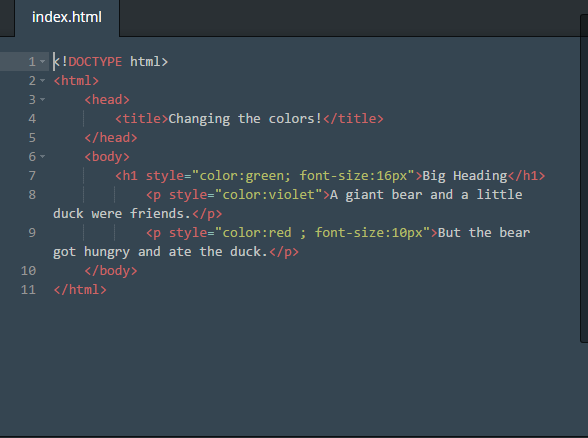 index.html
1 <!DOCTYPE html>
2 <html>
3 <head>
4 <title>Changing the colors!</title>
5 </head>
6 <body>
7 <h1 style="color:green; font-size:16px">Big Heading</h1>
8 <p style="color:violet">A giant bear and a little
duck were friends.</p>
9 <p style="color:red ; font-size:10px">But the bear
got hungry and ate the duck.</p>
10 </body>
11 </html>